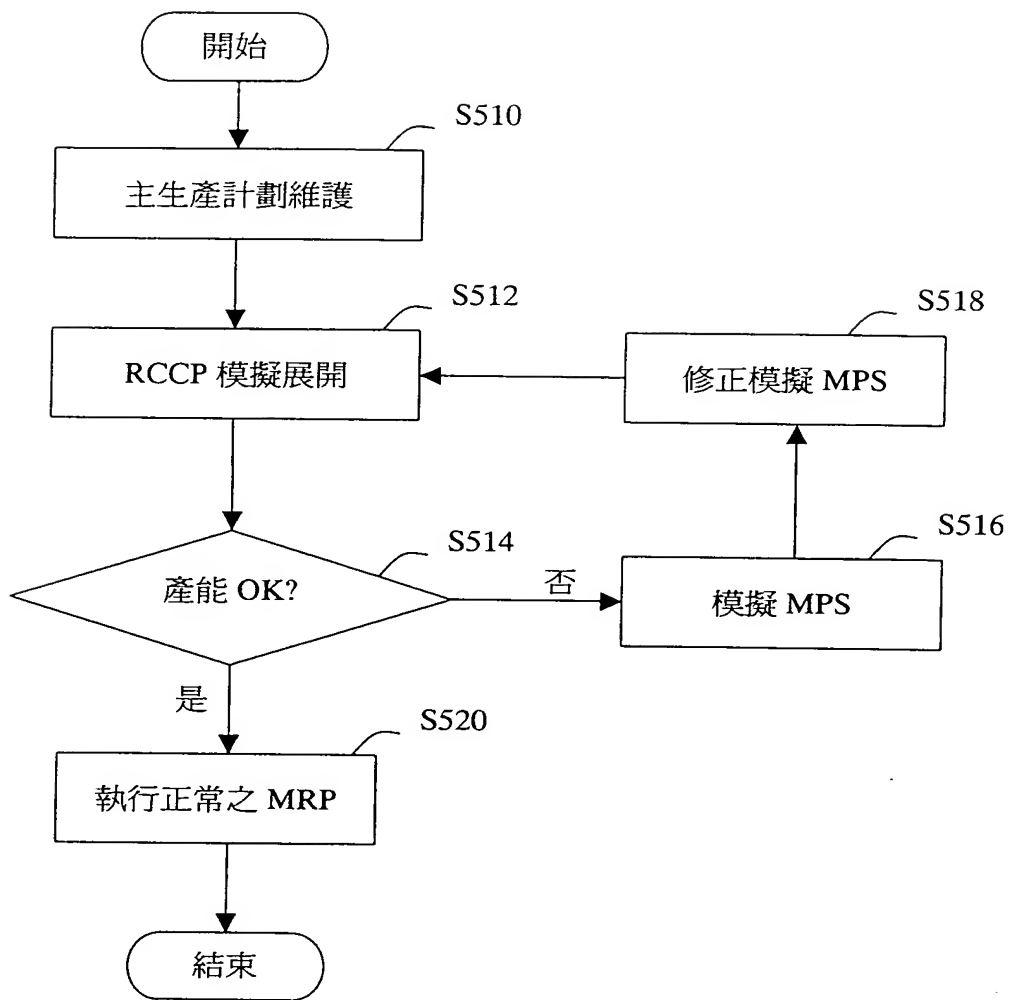 開始
S510
主生產計劃維護
S512
RCCP 模擬展開
S518
修正模擬 MPS
S514
產能 OK?
否
S516
模擬 MPS
是
S520
執行正常之 MRP
結束